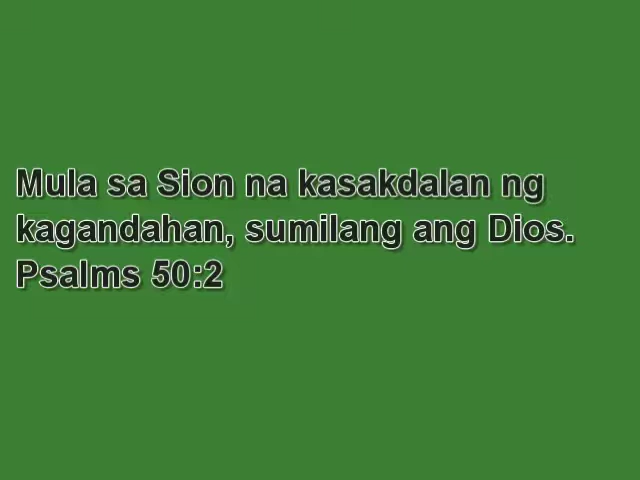 Mula sa Sion na kasakdalan ng
kagandahan, sumilang ang Dios.
Psalms 50:2